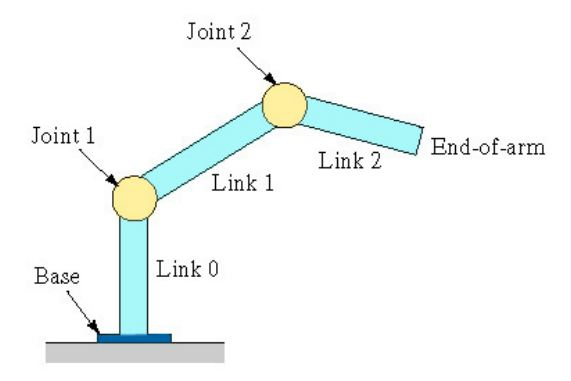 Joint 2
Joint 1
End-of-arm
Link 2
Link 1
Link 0
Base